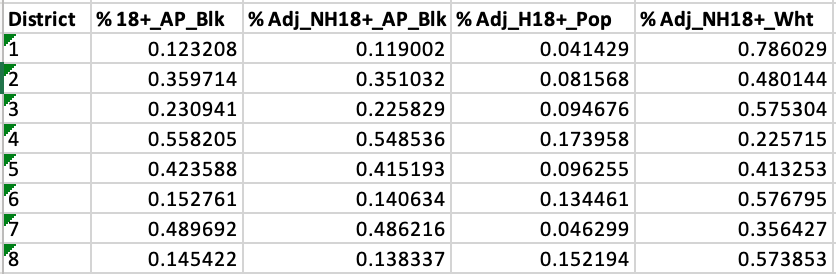 District % 18+_AP_Blk % Adj_NH18+_AP_Blk % Adj_H18+_Pop % Adj_NH18+_Wht
1 0.123208 0.119002 0.041429 0.786029
2 0.359714 0.351032 0.081568 0.480144
3 0.230941 0.225829 0.094676 0.575304
4 0.558205 0.548536 0.173958 0.225715
5 0.423588 0.415193 0.096255 0.413253
6 0.152761 0.140634 0.134461 0.576795
7 0.489692 0.486216 0.046299 0.356427
8 0.145422 0.138337 0.152194 0.573853